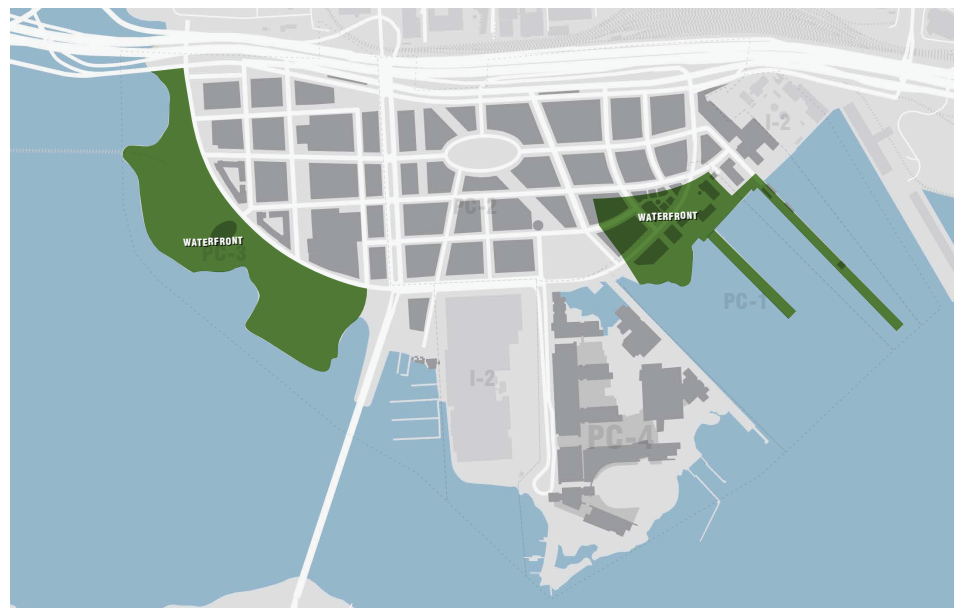 I-2
PC-2
WATERFRONT
WATERFRONT
PC-3
PC-1
I-2
PC-4